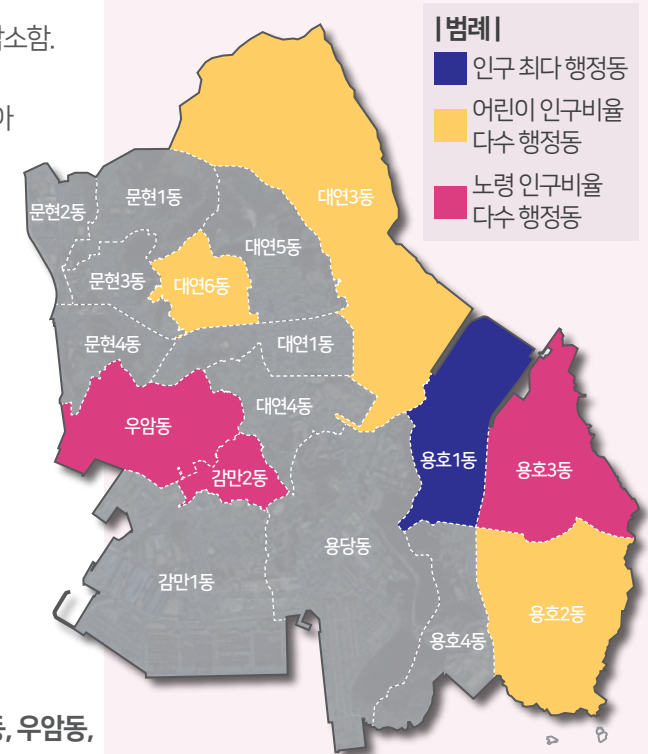 소함.
아
|범례|
인구 최다 행정동
어린이 인구비율
다수 행정동
노령 인구비율
다수 행정동
대연3동
문현1동
문현2동
대연5동
문현3동
대연6동
문현4동
대연1동
대연4동
우암동
감만2동
용호1동
용호3동
용당동
감만1동
용호2동
용호4동
, 우암동,